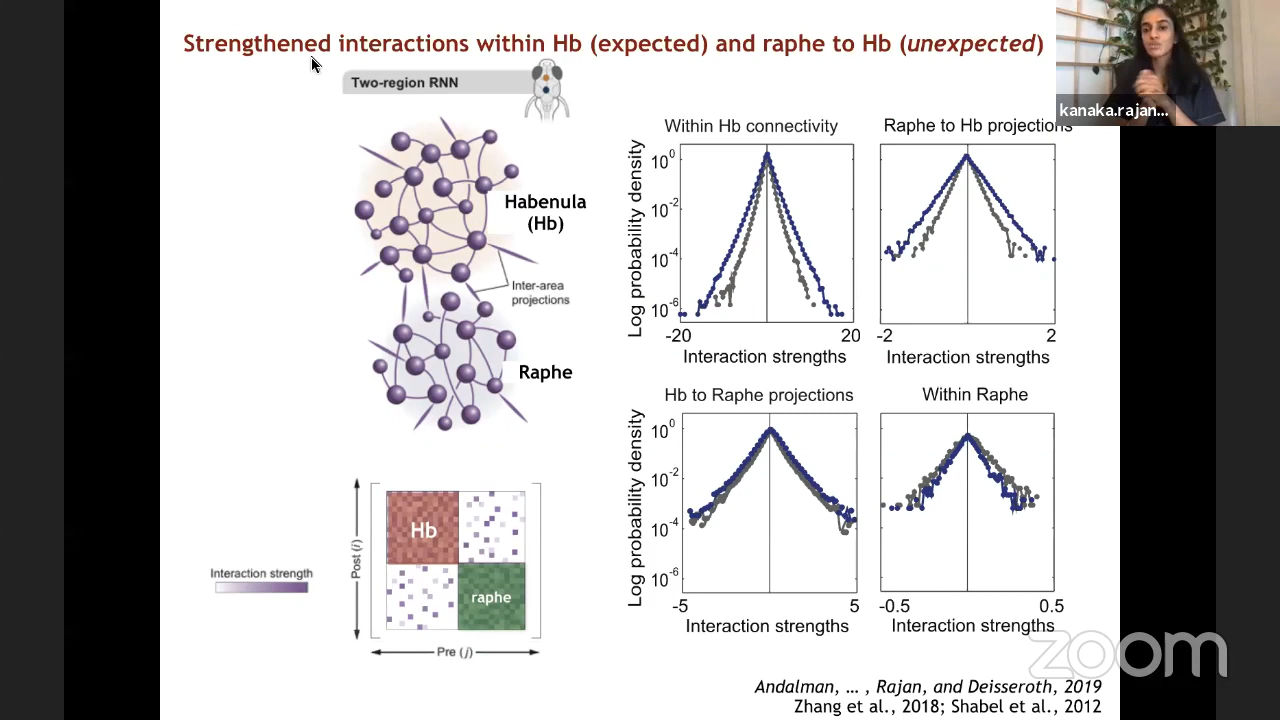 Strengthened interactions within Hb (expected) and raphe to Hb (unexpected)
kanaka.rajan...
Two-region RNN
Habenula
(Hb)
Inter-area
projections
Raphe
Within Hb connectivity
Log probability density
10^0
10^-2
10^-4
10^-6
-20
20
Interaction strengths
Raphe to Hb projections
-2
2
Interaction strengths
Hb to Raphe projections
Log probability density
10^0
10^-2
10^-4
10^-6
-5
5
Interaction strengths
Within Raphe
-0.5
0.5
Interaction strengths
Interaction strength
Post (i)
Hb
raphe
Pre (j)
zoom
Andalman, ... , Rajan, and Deisseroth, 2019
Zhang et al., 2018; Shabel et al., 2012